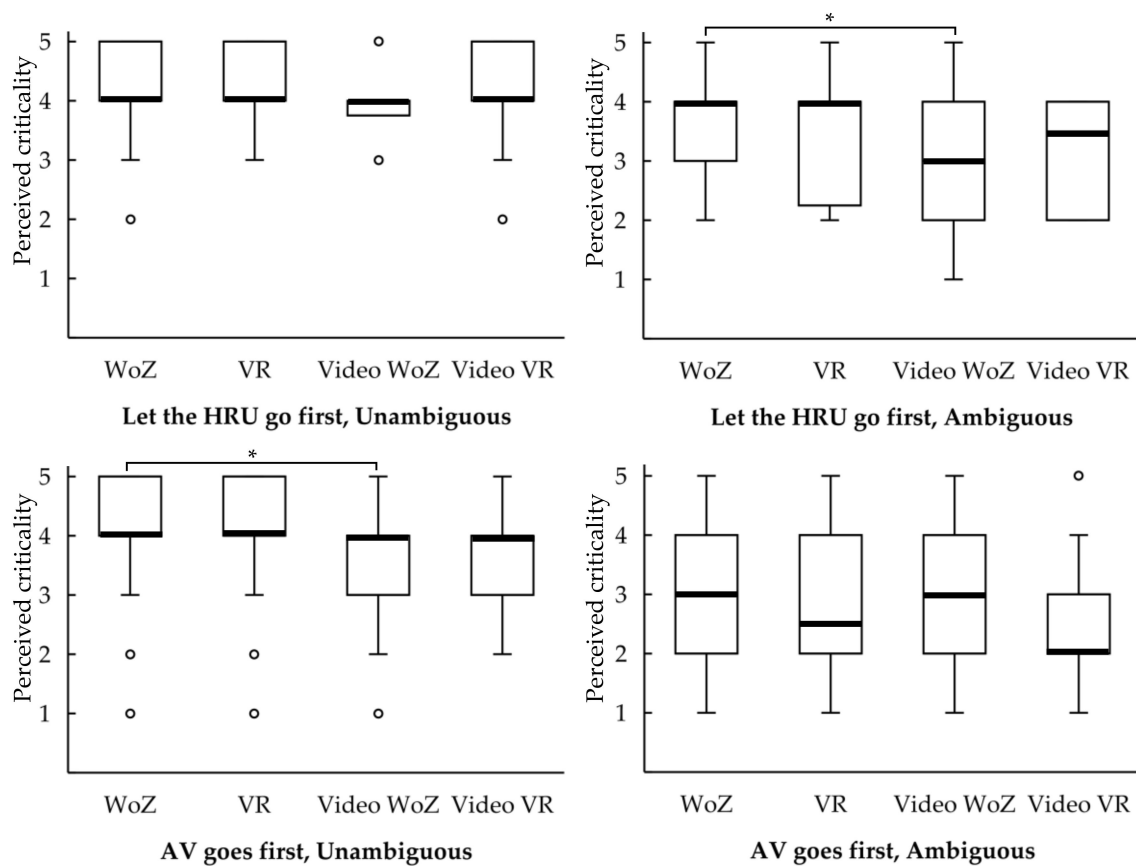 Perceived criticality
5
4
3
2
1
WoZ VR Video WoZ Video VR
Let the HRU go first, Unambiguous
*
Perceived criticality
5
4
3
2
1
WoZ VR Video WoZ Video VR
Let the HRU go first, Ambiguous
*
Perceived criticality
5
4
3
2
1
WoZ VR Video WoZ Video VR
AV goes first, Unambiguous
Perceived criticality
5
4
3
2
1
WoZ VR Video WoZ Video VR
AV goes first, Ambiguous